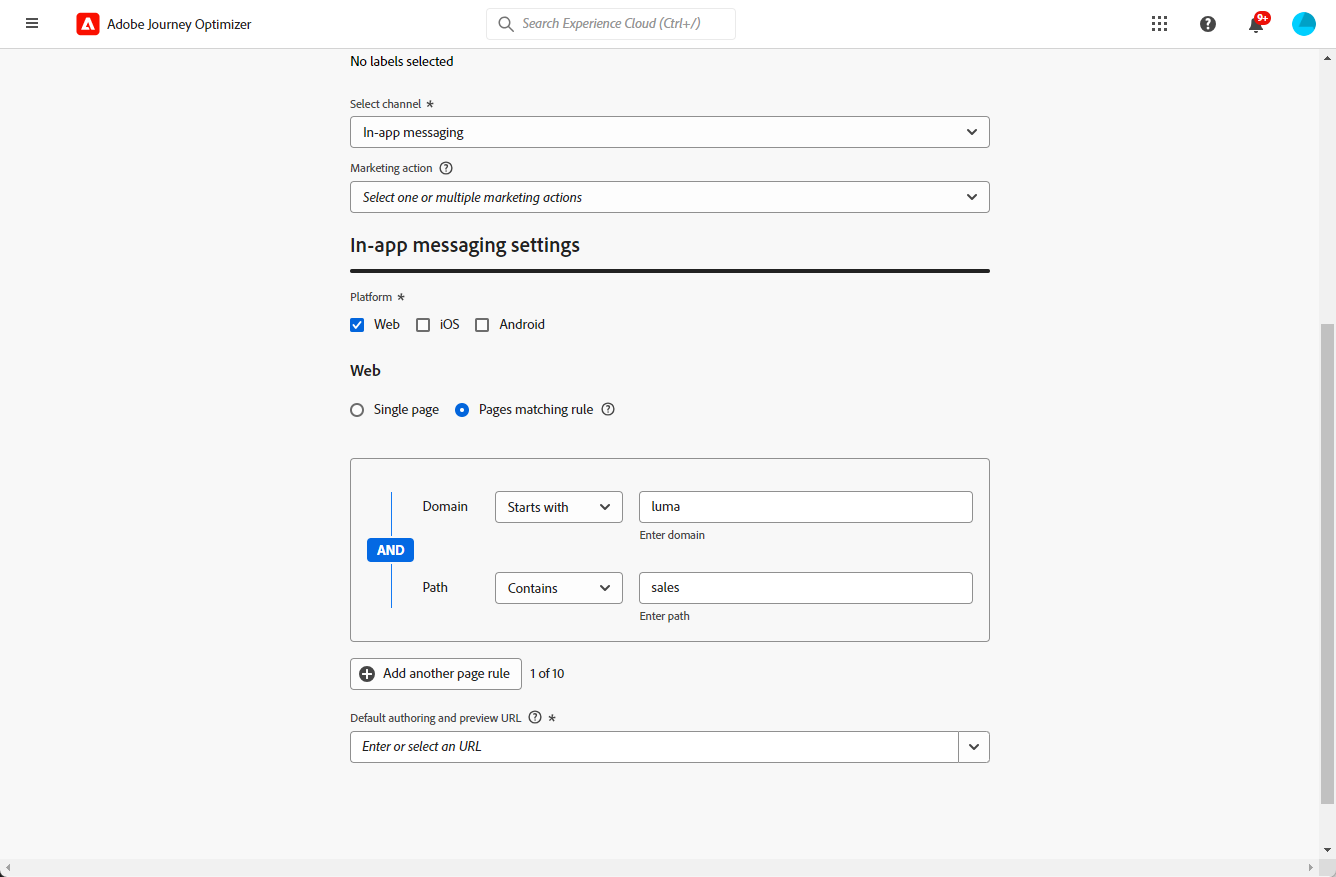 Adobe Journey Optimizer
Search Experience Cloud (Ctrl+/)
9+
No labels selected
Select channel *
In-app messaging
Marketing action
Select one or multiple marketing actions
In-app messaging settings
Platform *
Web iOS Android
Web
Single page Pages matching rule
Domain Starts with luma
Enter domain
AND
Path Contains sales
Enter path
Add another page rule 1 of 10
Default authoring and preview URL *
Enter or select an URL